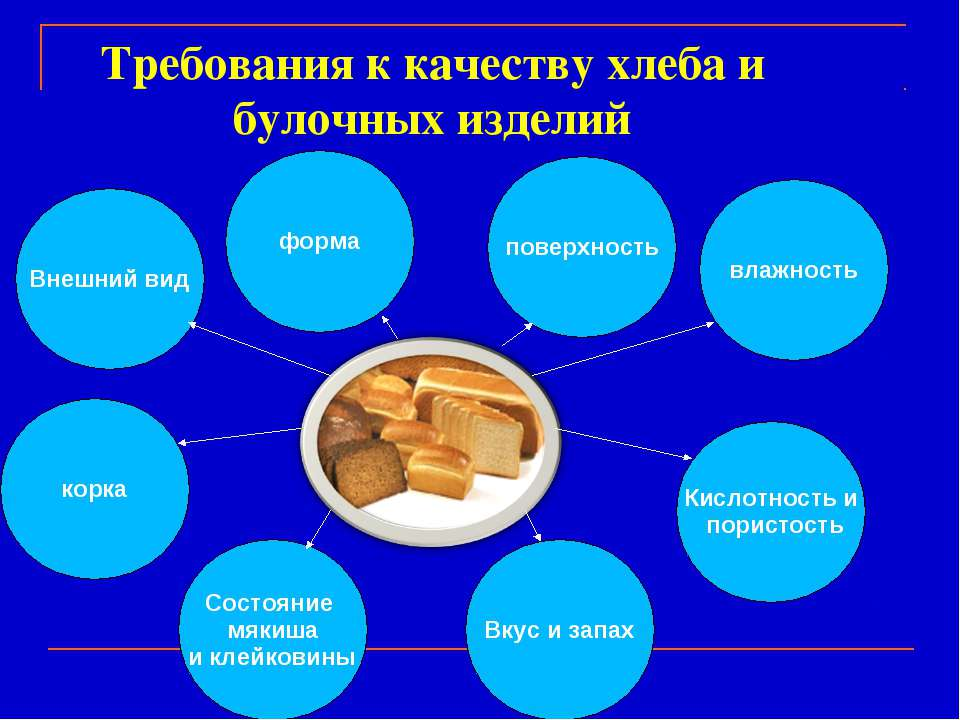 Требования к качеству хлеба и
булочных изделий
форма
поверхность
Внешний вид
влажность
корка
Кислотность и
пористость
Состояние
мякиша
и клейковины
Вкус и запах